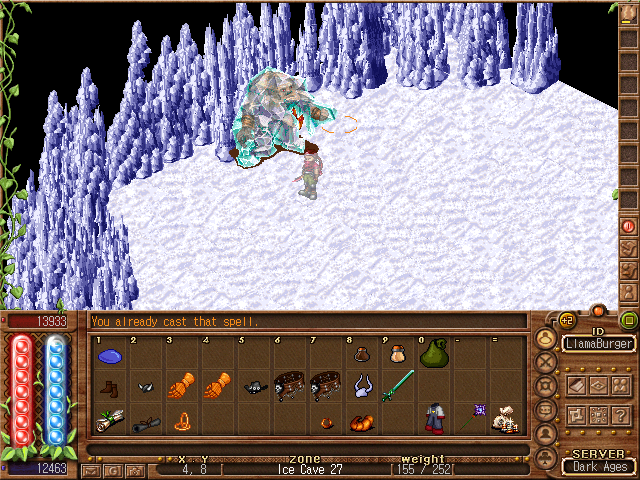 13933
You already cast that spell.
+2
ID
LlamaBurger
1 2 3 4 5 6 7 8 9 0 - =
SERVER
Dark Ages
x, y zone weight
12463
G
4, 8 [ Ice Cave 27 [155 / 252[
?